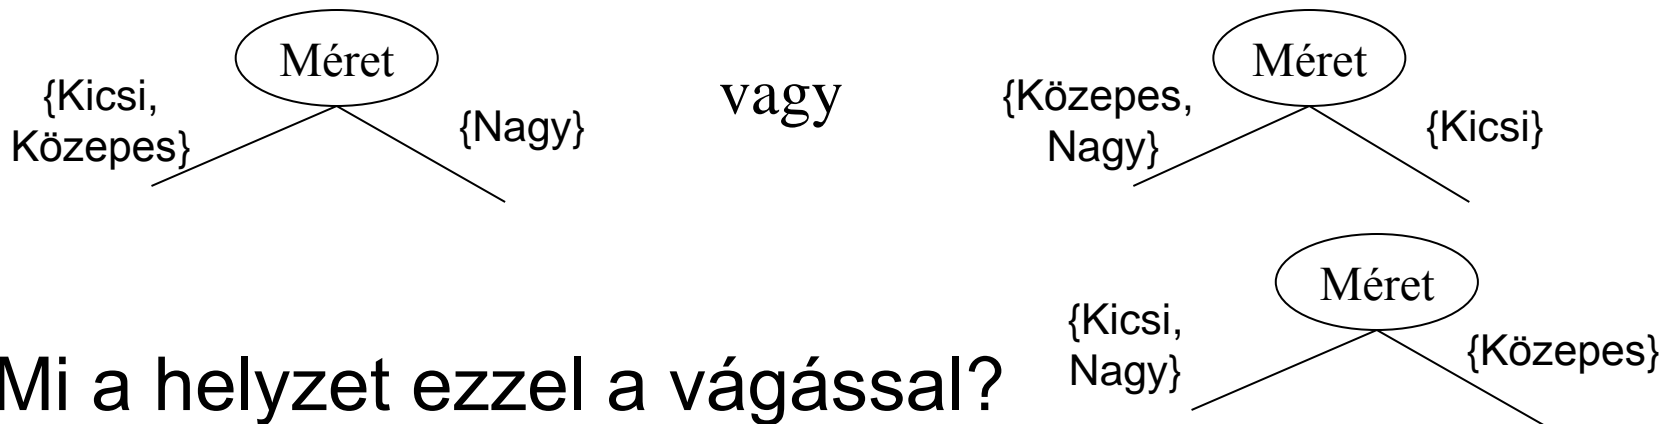 Méret
{Kicsi,
Közepes}
{Nagy}
vagy
Méret
{Közepes,
Nagy}
{Kicsi}
Mi a helyzet ezzel a vágással?
Méret
{Kicsi,
Nagy}
{Közepes}